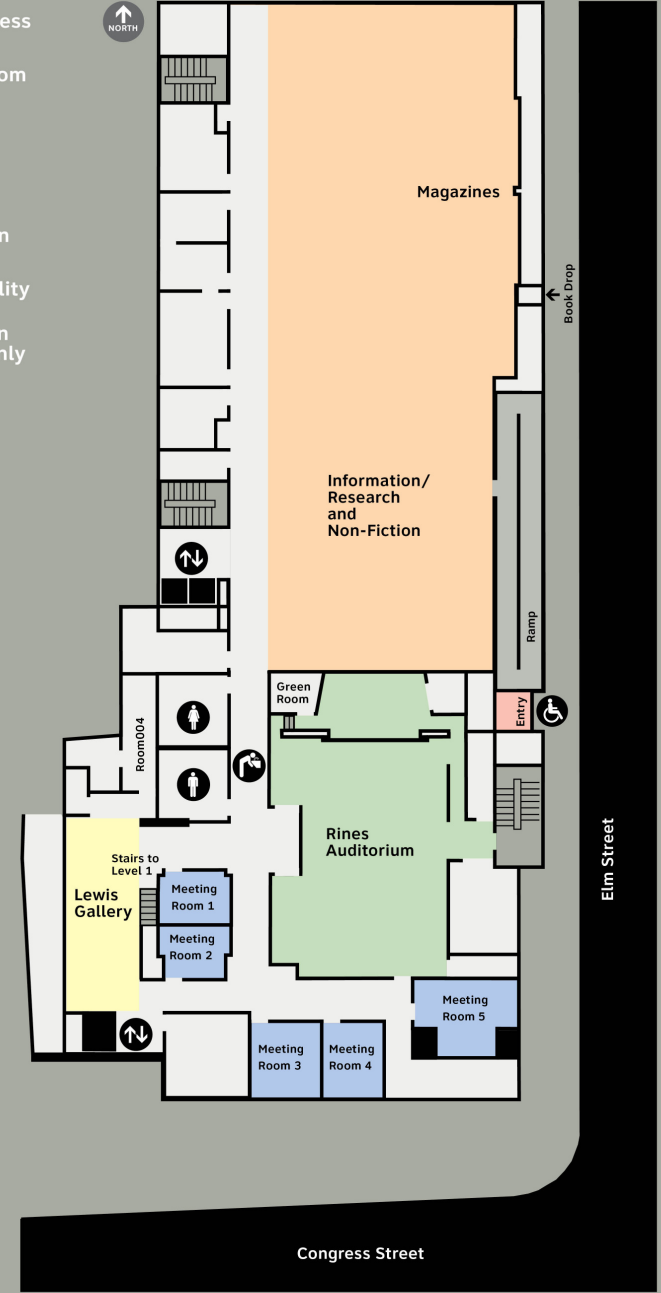 NORTH
Magazines
Book Drop
Information/
Research
and
Non-Fiction
Ramp
Green
Room
Entry
Room004
Rines
Auditorium
Stairs to
Level 1
Lewis
Gallery
Meeting
Room 1
Meeting
Room 2
Meeting
Room 5
Meeting
Room 3
Meeting
Room 4
Elm Street
Congress Street